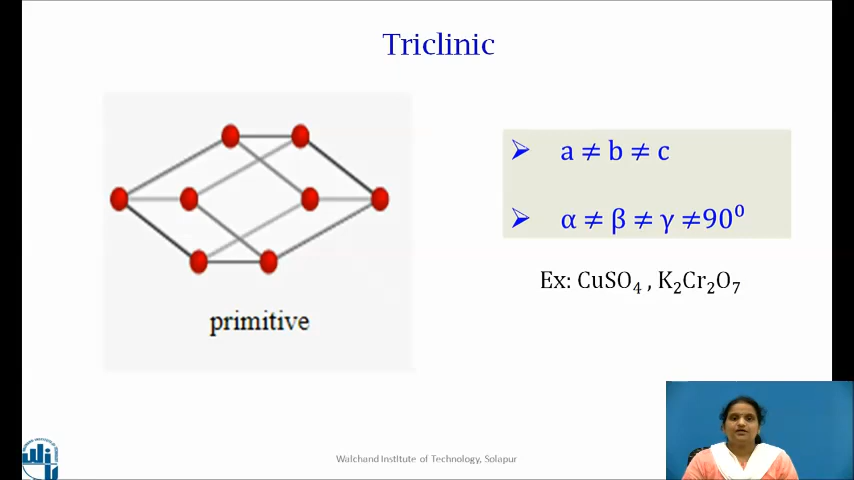 Triclinic
primitive
➢ a ≠ b ≠ c
➢ α ≠ β ≠ γ ≠90⁰
Ex: CuSO₄ , K₂Cr₂O₇
Walchand Institute of Technology, Solapur